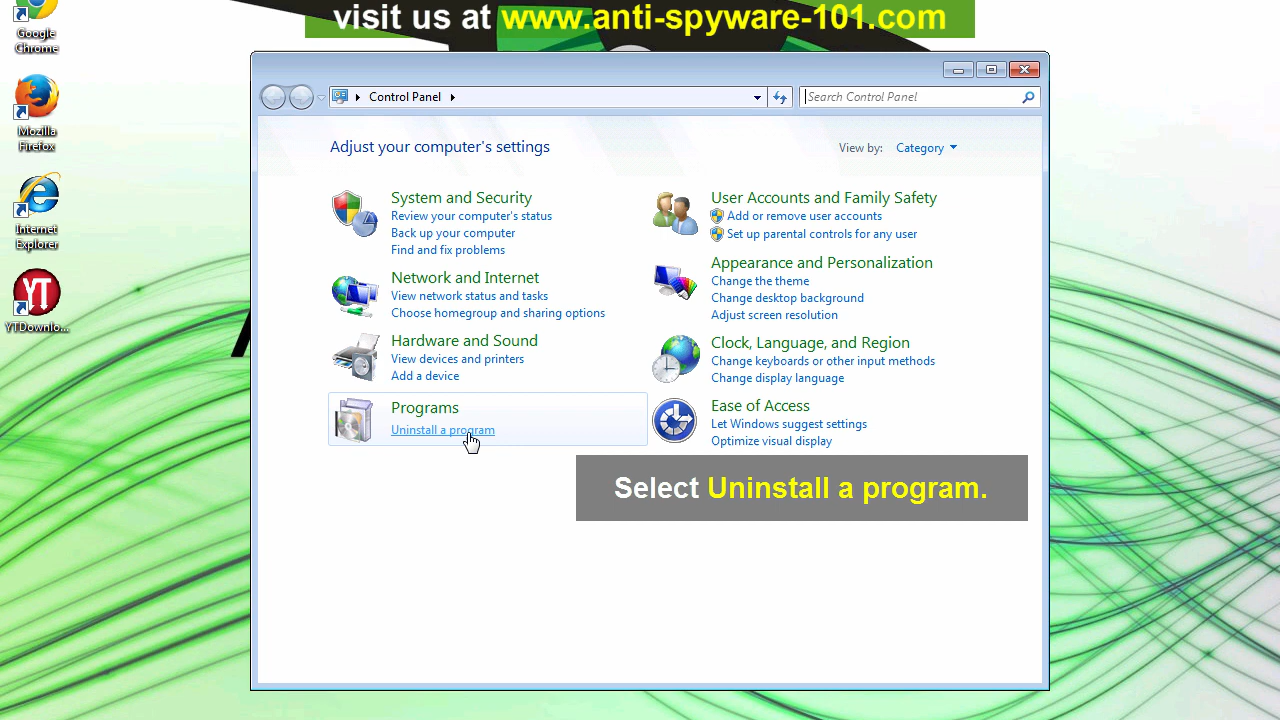 visit us at www.anti-spyware-101.com
Google
Chrome
Mozilla
Firefox
Internet
Explorer
YT
YTDownlo...
Control Panel
Search Control Panel
Adjust your computer's settings
View by: Category
System and Security
Review your computer's status
Back up your computer
Find and fix problems
Network and Internet
View network status and tasks
Choose homegroup and sharing options
Hardware and Sound
View devices and printers
Add a device
Programs
Uninstall a program
User Accounts and Family Safety
Add or remove user accounts
Set up parental controls for any user
Appearance and Personalization
Change the theme
Change desktop background
Adjust screen resolution
Clock, Language, and Region
Change keyboards or other input methods
Change display language
Ease of Access
Let Windows suggest settings
Optimize visual display
Select Uninstall a program.